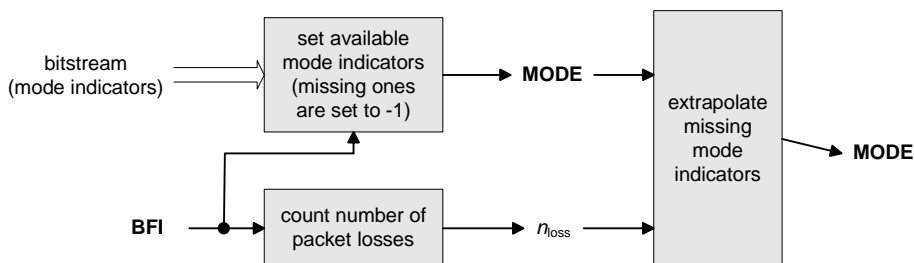 bitstream
(mode indicators)
set available
mode indicators
(missing ones
are set to -1)
MODE
extrapolate
missing
mode
indicators
MODE
BFI
count number of
packet losses
nloss